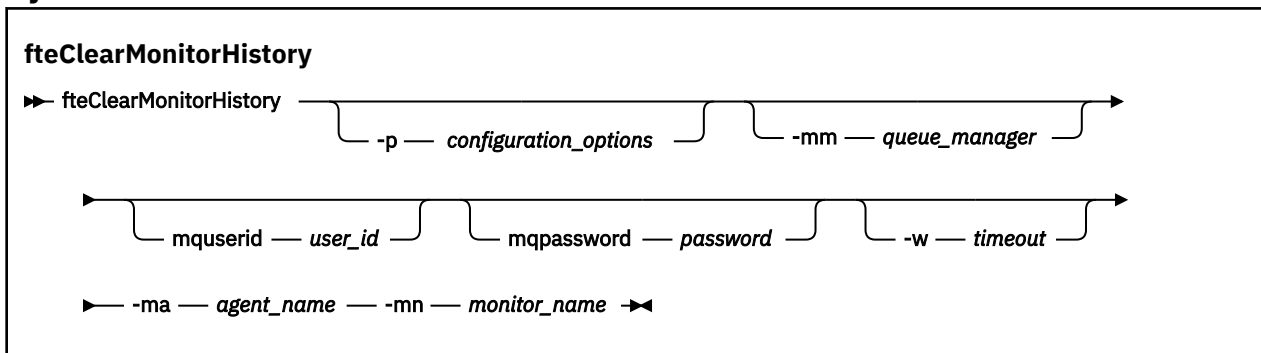 fteClearMonitorHistory
fteClearMonitorHistory
-p configuration_options -mm queue_manager
mquserid user_id mqpassword password -w timeout
-ma agent_name -mn monitor_name